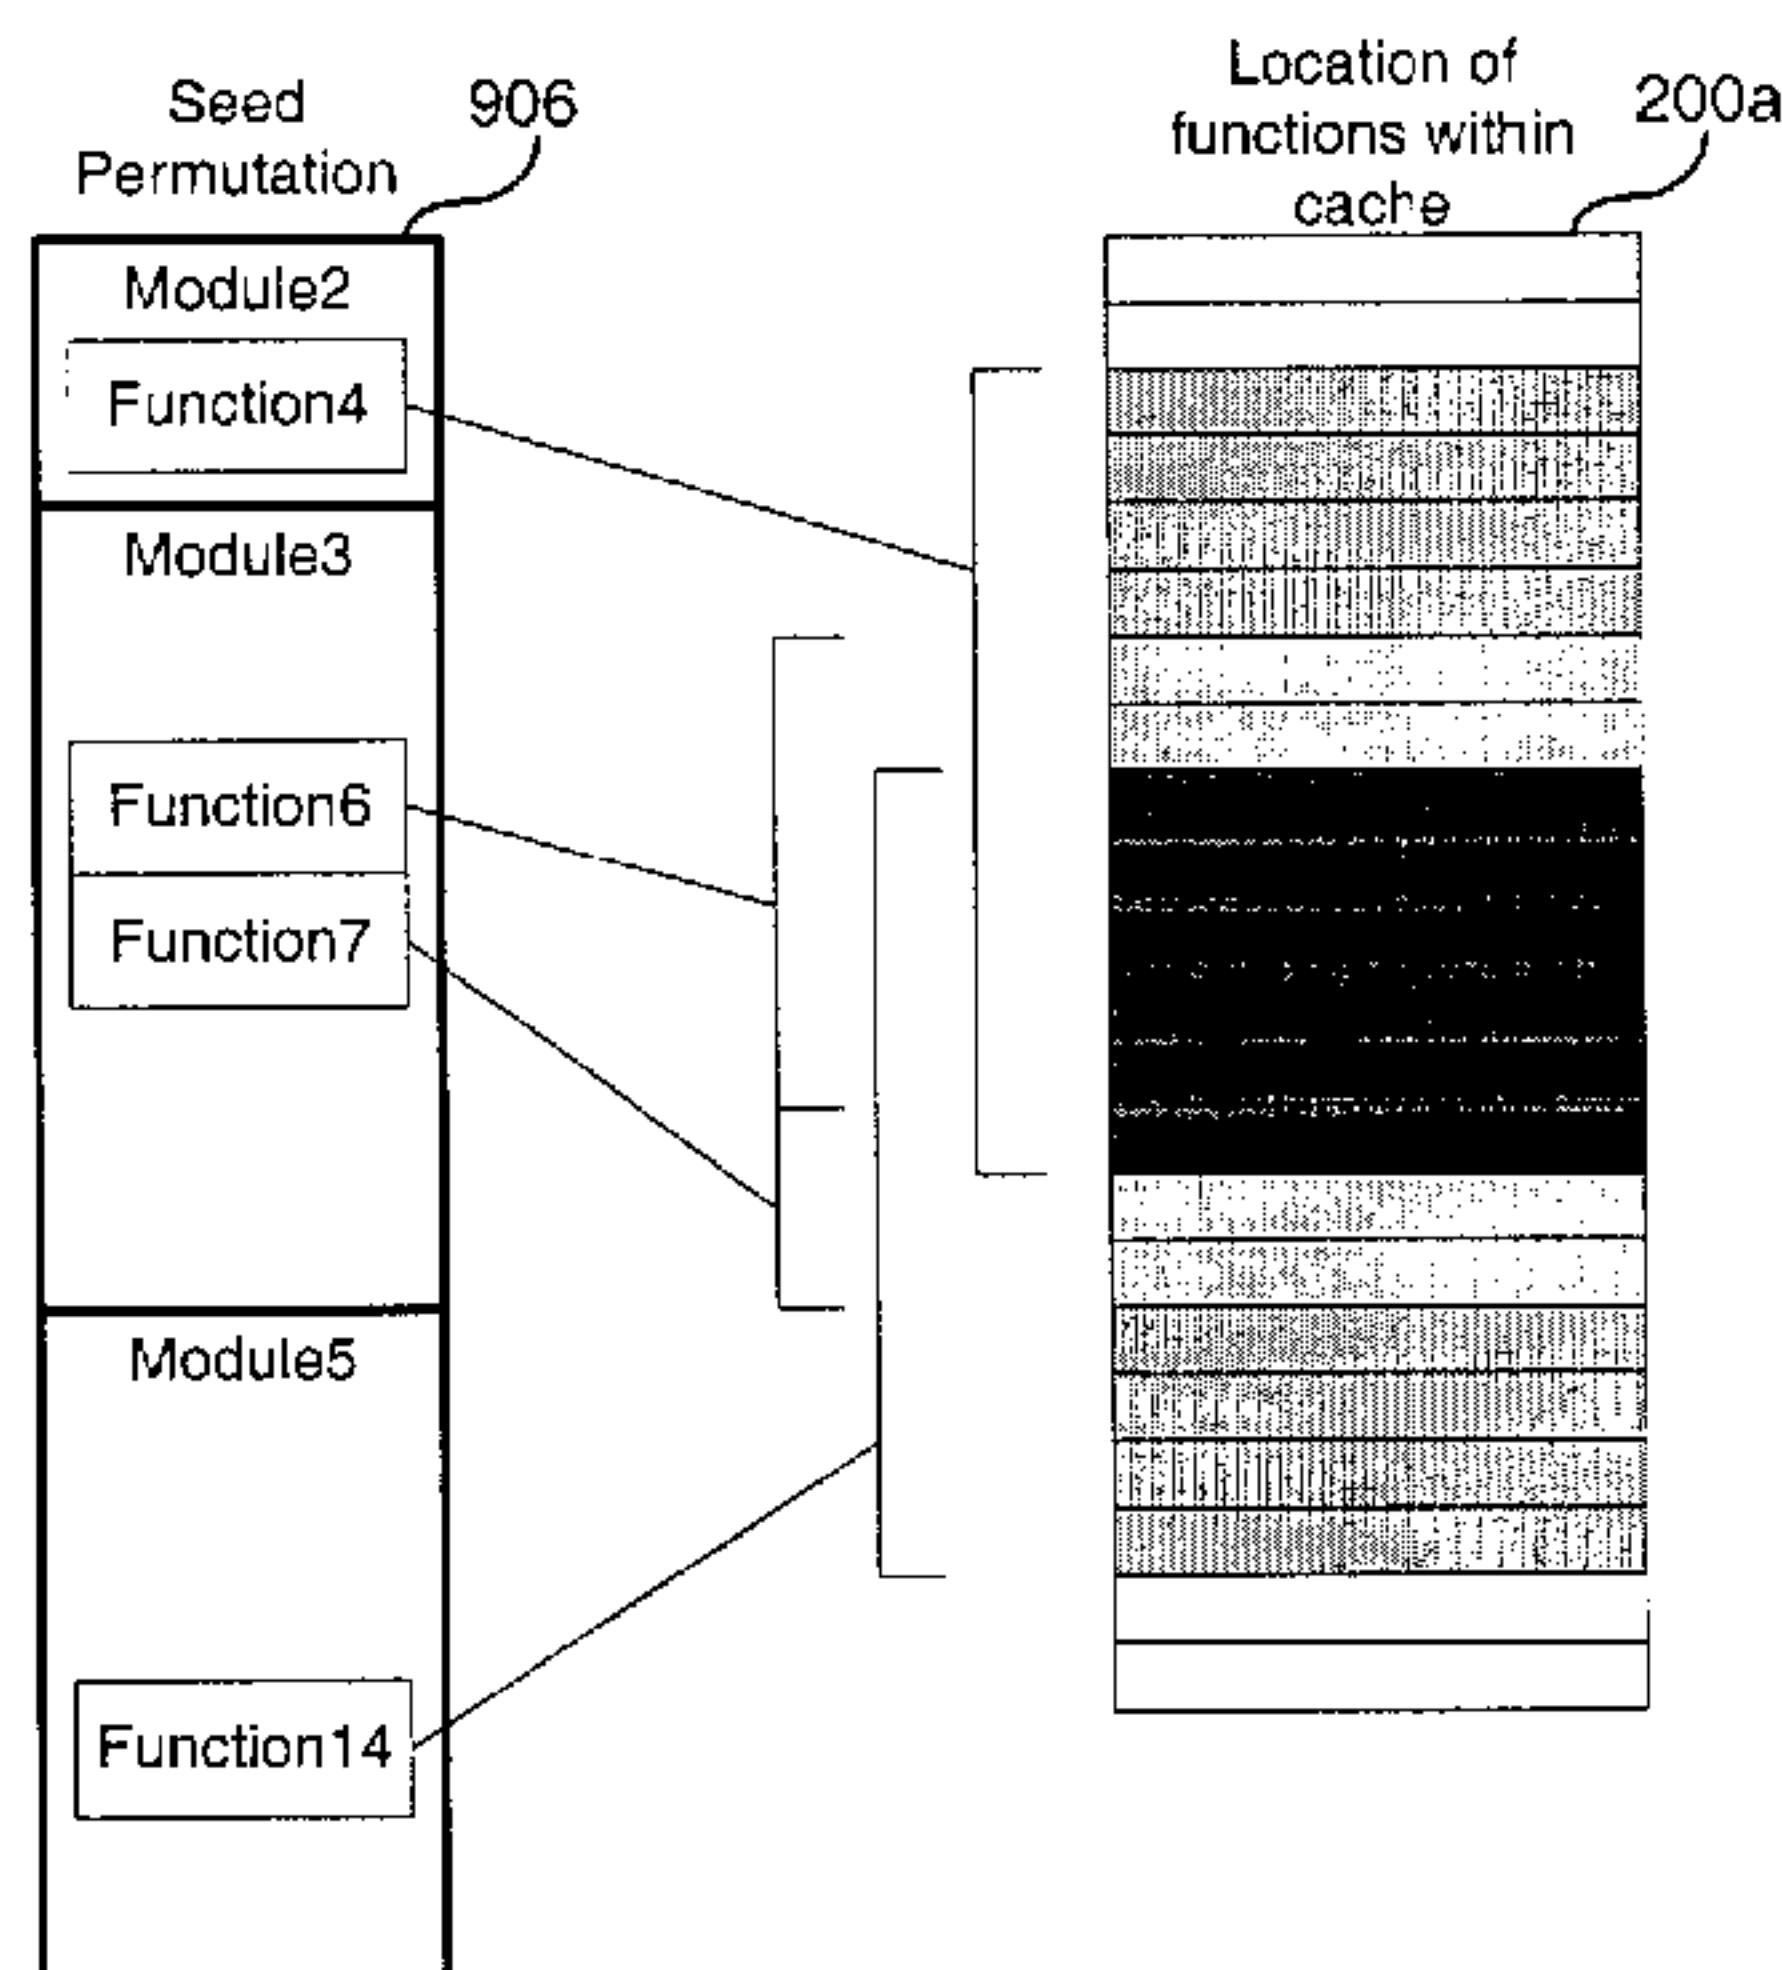 Seed
Permutation
906
Location of
functions within
cache
200a
Module2
Function4
Module3
Function6
Function7
Module5
Function14